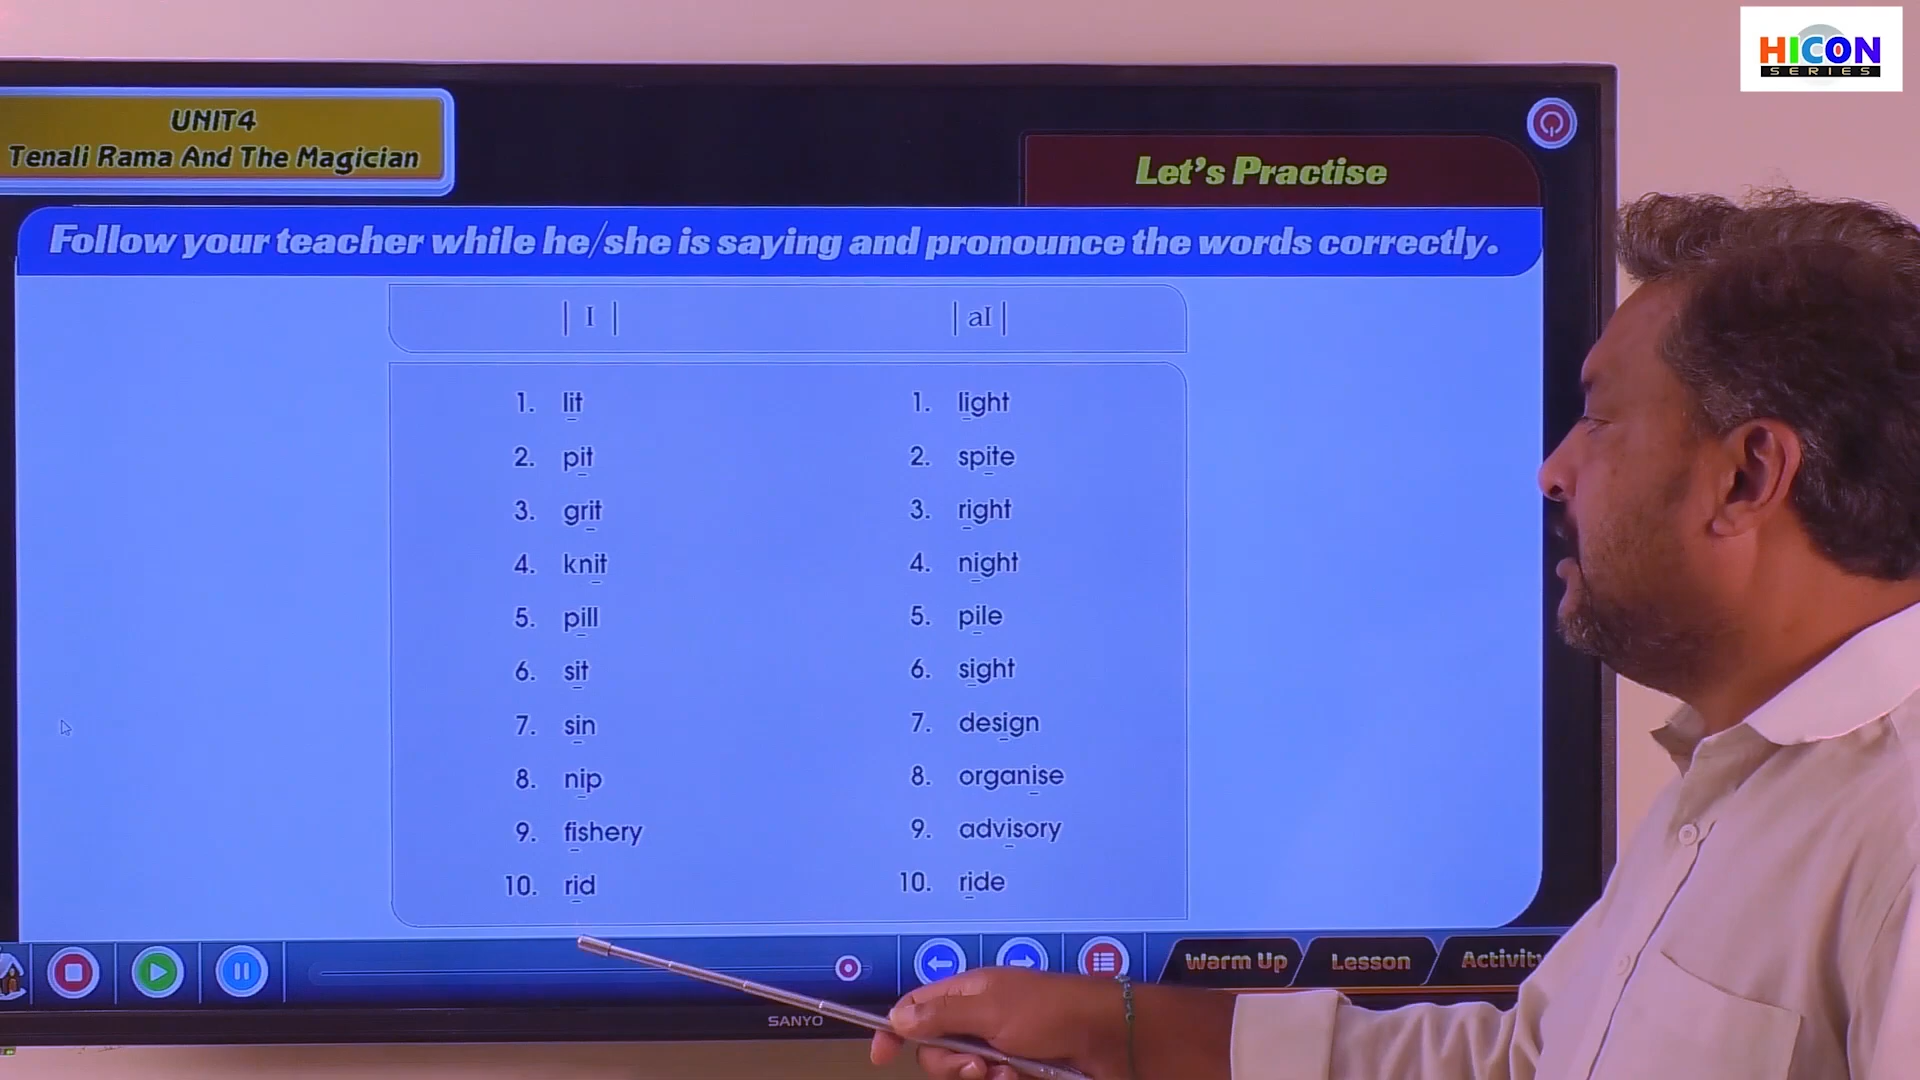 HICON
SERIES
UNIT4
Tenali Rama And The Magician
Let's Practise
Follow your teacher while he/she is saying and pronounce the words correctly.
| I | | aI |
1. lit 1. light
2. pit 2. spite
3. grit 3. right
4. knit 4. night
5. pill 5. pile
6. sit 6. sight
7. sin 7. design
8. nip 8. organise
9. fishery 9. advisory
10. rid 10. ride
Warm Up Lesson Activit
SANYO